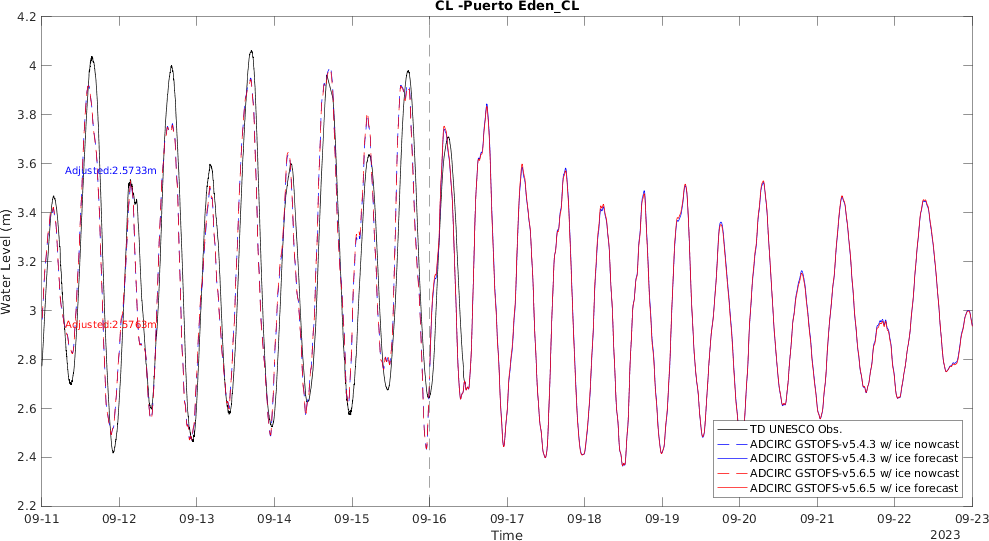 CL -Puerto Eden_CL
4.2
4
3.8
3.6
3.4
3.2
3
2.8
2.6
2.4
2.2
Water Level (m)
Adjusted:2.5733m
Adjusted:2.5763m
TD UNESCO Obs.
ADCIRC GSTOFS-v5.4.3 w/ ice nowcast
ADCIRC GSTOFS-v5.4.3 w/ ice forecast
ADCIRC GSTOFS-v5.6.5 w/ ice nowcast
ADCIRC GSTOFS-v5.6.5 w/ ice forecast
09-11 09-12 09-13 09-14 09-15 09-16 09-17 09-18 09-19 09-20 09-21 09-22 09-23
Time
2023